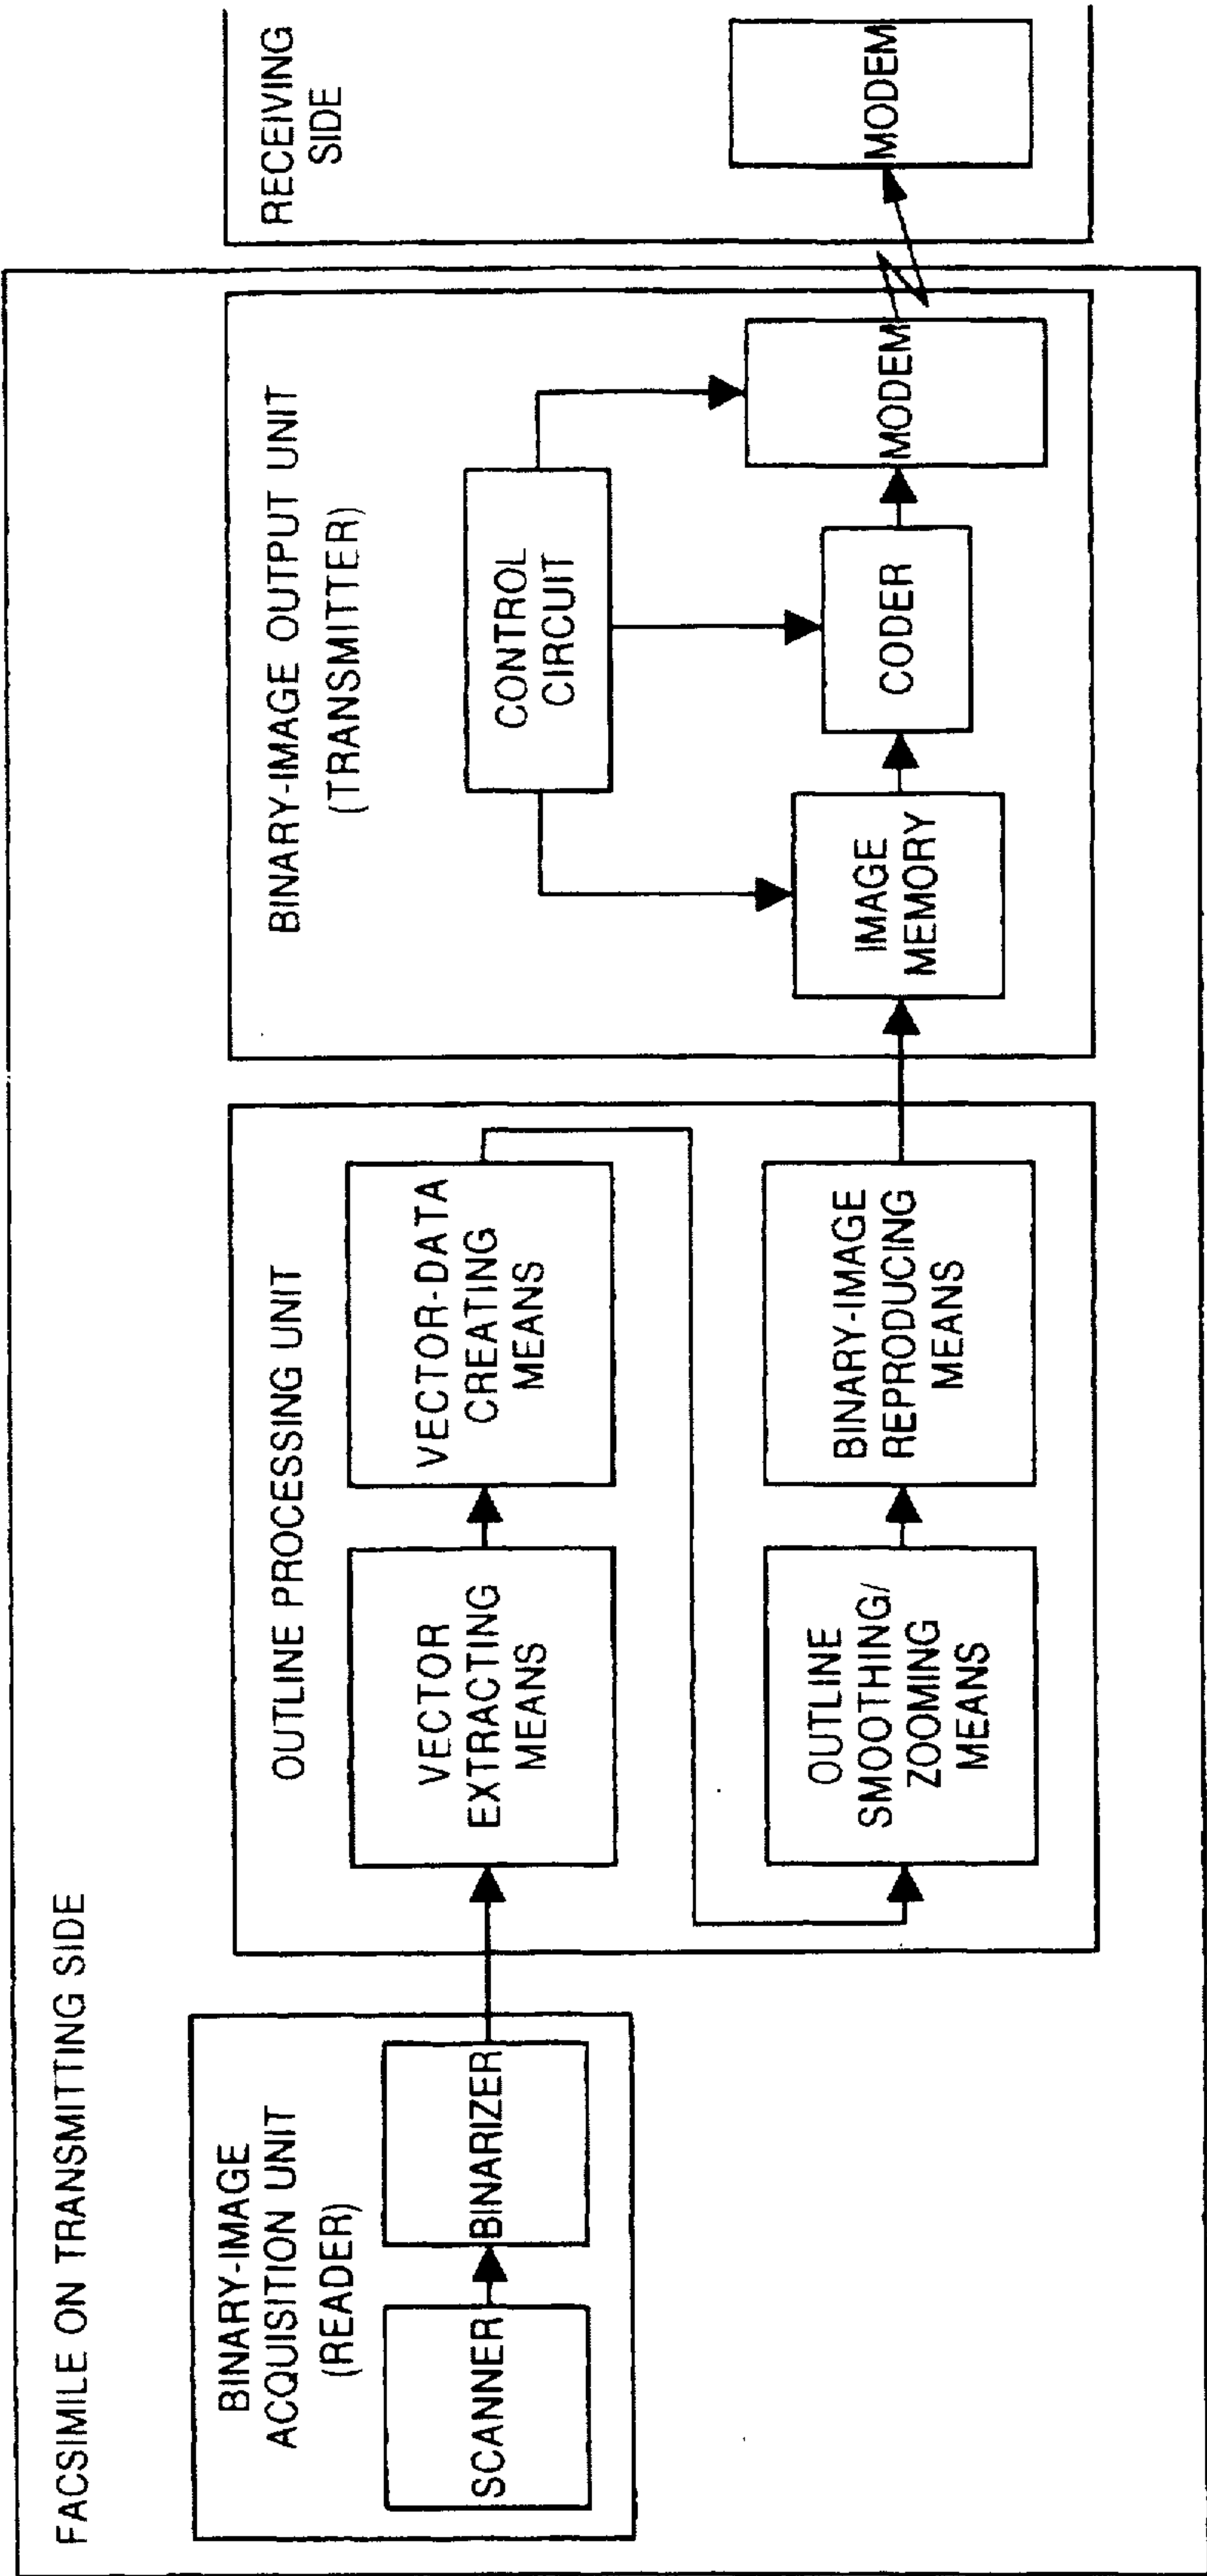 FACSIMILE ON TRANSMITTING SIDE
BINARY-IMAGE
ACQUISITION UNIT
(READER)
SCANNER
BINARIZER
OUTLINE PROCESSING UNIT
VECTOR
EXTRACTING
MEANS
VECTOR-DATA
CREATING
MEANS
OUTLINE
SMOOTHING/
ZOOMING
MEANS
BINARY-IMAGE
REPRODUCING
MEANS
BINARY-IMAGE OUTPUT UNIT
(TRANSMITTER)
CONTROL
CIRCUIT
IMAGE
MEMORY
CODER
MODEM
RECEIVING
SIDE
MODEM